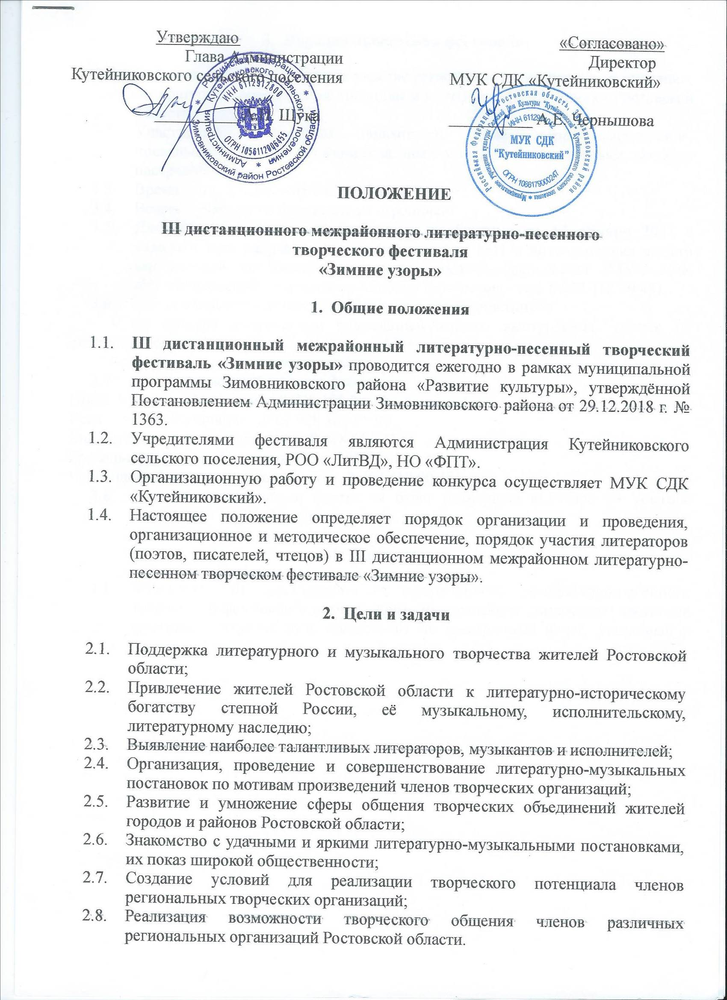 Утверждаю
Глава Администрации
Кутейниковского сельского поселения
А.П. Щука
«Согласовано»
Директор
МУК СДК «Кутейниковский»
А.Е. Чернышова
Российская Федерация * Зимовниковский район Ростовской области *
Администрация Кутейниковского сельского поселения *
ИНН 6112912800
ОГРН 1056112006455
Российская Федерация Ростовская область, Зимовниковский район
Муниципальное учреждение культуры Сельский Дом Культуры "Кутейниковский" Кутейниковского сельского поселения *
ИНН
МУК СДК
"Кутейниковский"
ОГРН 1086179000247
ПОЛОЖЕНИЕ
III дистанционного межрайонного литературно-песенного
творческого фестиваля
«Зимние узоры»
1. Общие положения
1.1. III дистанционный межрайонный литературно-песенный творческий
фестиваль «Зимние узоры» проводится ежегодно в рамках муниципальной
программы Зимовниковского района «Развитие культуры», утверждённой
Постановлением Администрации Зимовниковского района от 29.12.2018 г. №
1363.
1.2. Учредителями фестиваля являются Администрация Кутейниковского
сельского поселения, РОО «ЛитВД», НО «ФПТ».
1.3. Организационную работу и проведение конкурса осуществляет МУК СДК
«Кутейниковский».
1.4. Настоящее положение определяет порядок организации и проведения,
организационное и методическое обеспечение, порядок участия литераторов
(поэтов, писателей, чтецов) в III дистанционном межрайонном литературно-
песенном творческом фестивале «Зимние узоры».
2. Цели и задачи
2.1. Поддержка литературного и музыкального творчества жителей Ростовской
области;
2.2. Привлечение жителей Ростовской области к литературно-историческому
богатству степной России, её музыкальному, исполнительскому,
литературному наследию;
2.3. Выявление наиболее талантливых литераторов, музыкантов и исполнителей;
2.4. Организация, проведение и совершенствование литературно-музыкальных
постановок по мотивам произведений членов творческих организаций;
2.5. Развитие и умножение сферы общения творческих объединений жителей
городов и районов Ростовской области;
2.6. Знакомство с удачными и яркими литературно-музыкальными постановками,
их показ широкой общественности;
2.7. Создание условий для реализации творческого потенциала членов
региональных творческих организаций;
2.8. Реализация возможности творческого общения членов различных
региональных организаций Ростовской области.